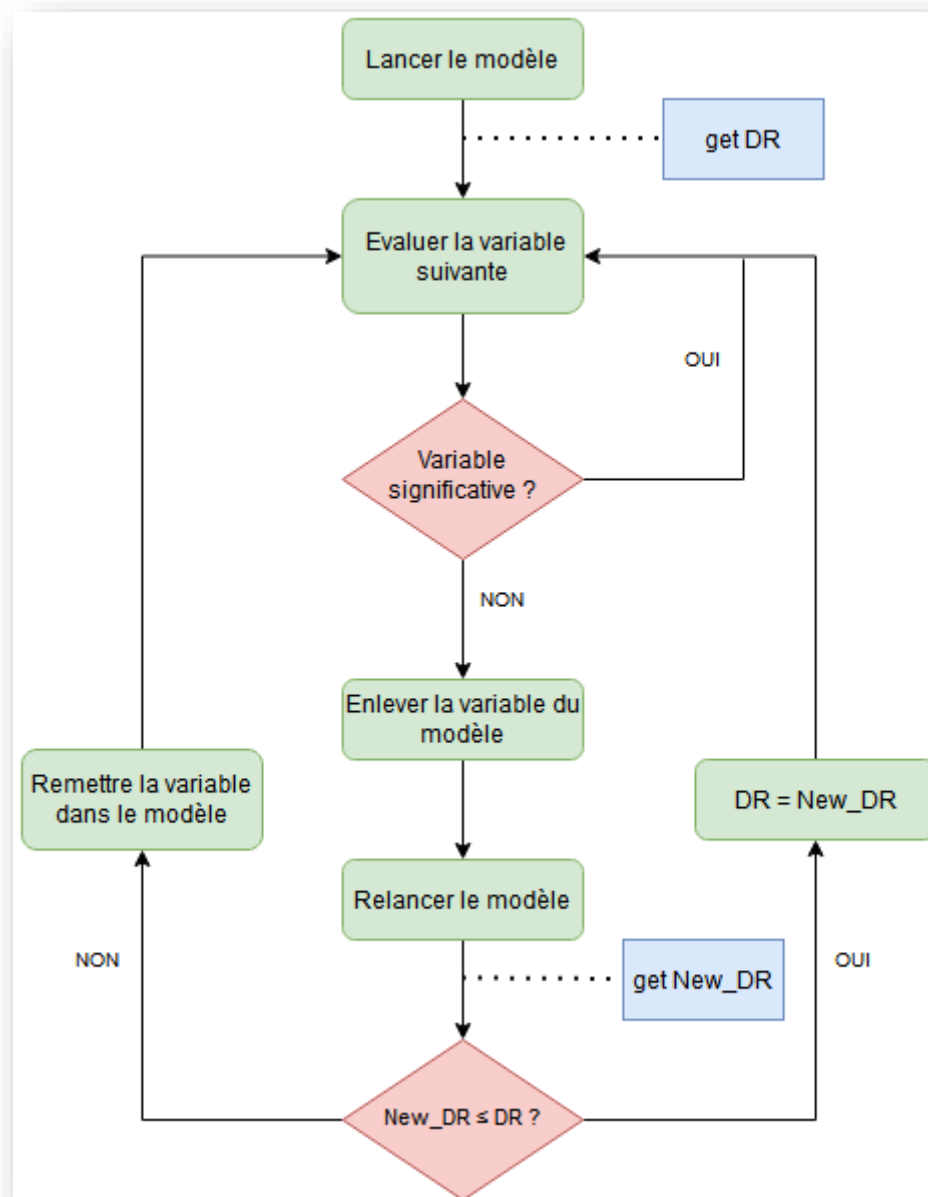 Lancer le modèle
get DR
Evaluer la variable
suivante
OUI
Variable
significative ?
NON
Enlever la variable du
modèle
Remettre la variable
dans le modèle
DR = New_DR
Relancer le modèle
NON
get New_DR
OUI
New_DR ≤ DR ?